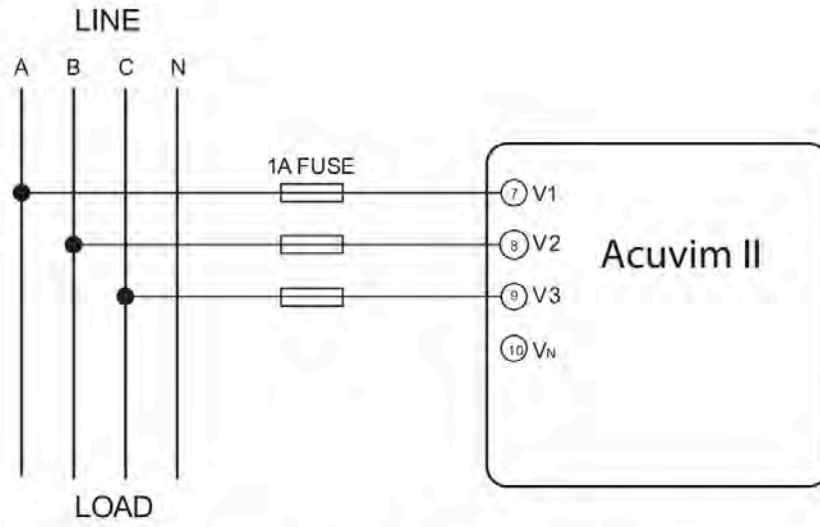 LINE
A B C N
1A FUSE
7 V1
8 V2
Acuvim II
9 V3
10 VN
LOAD